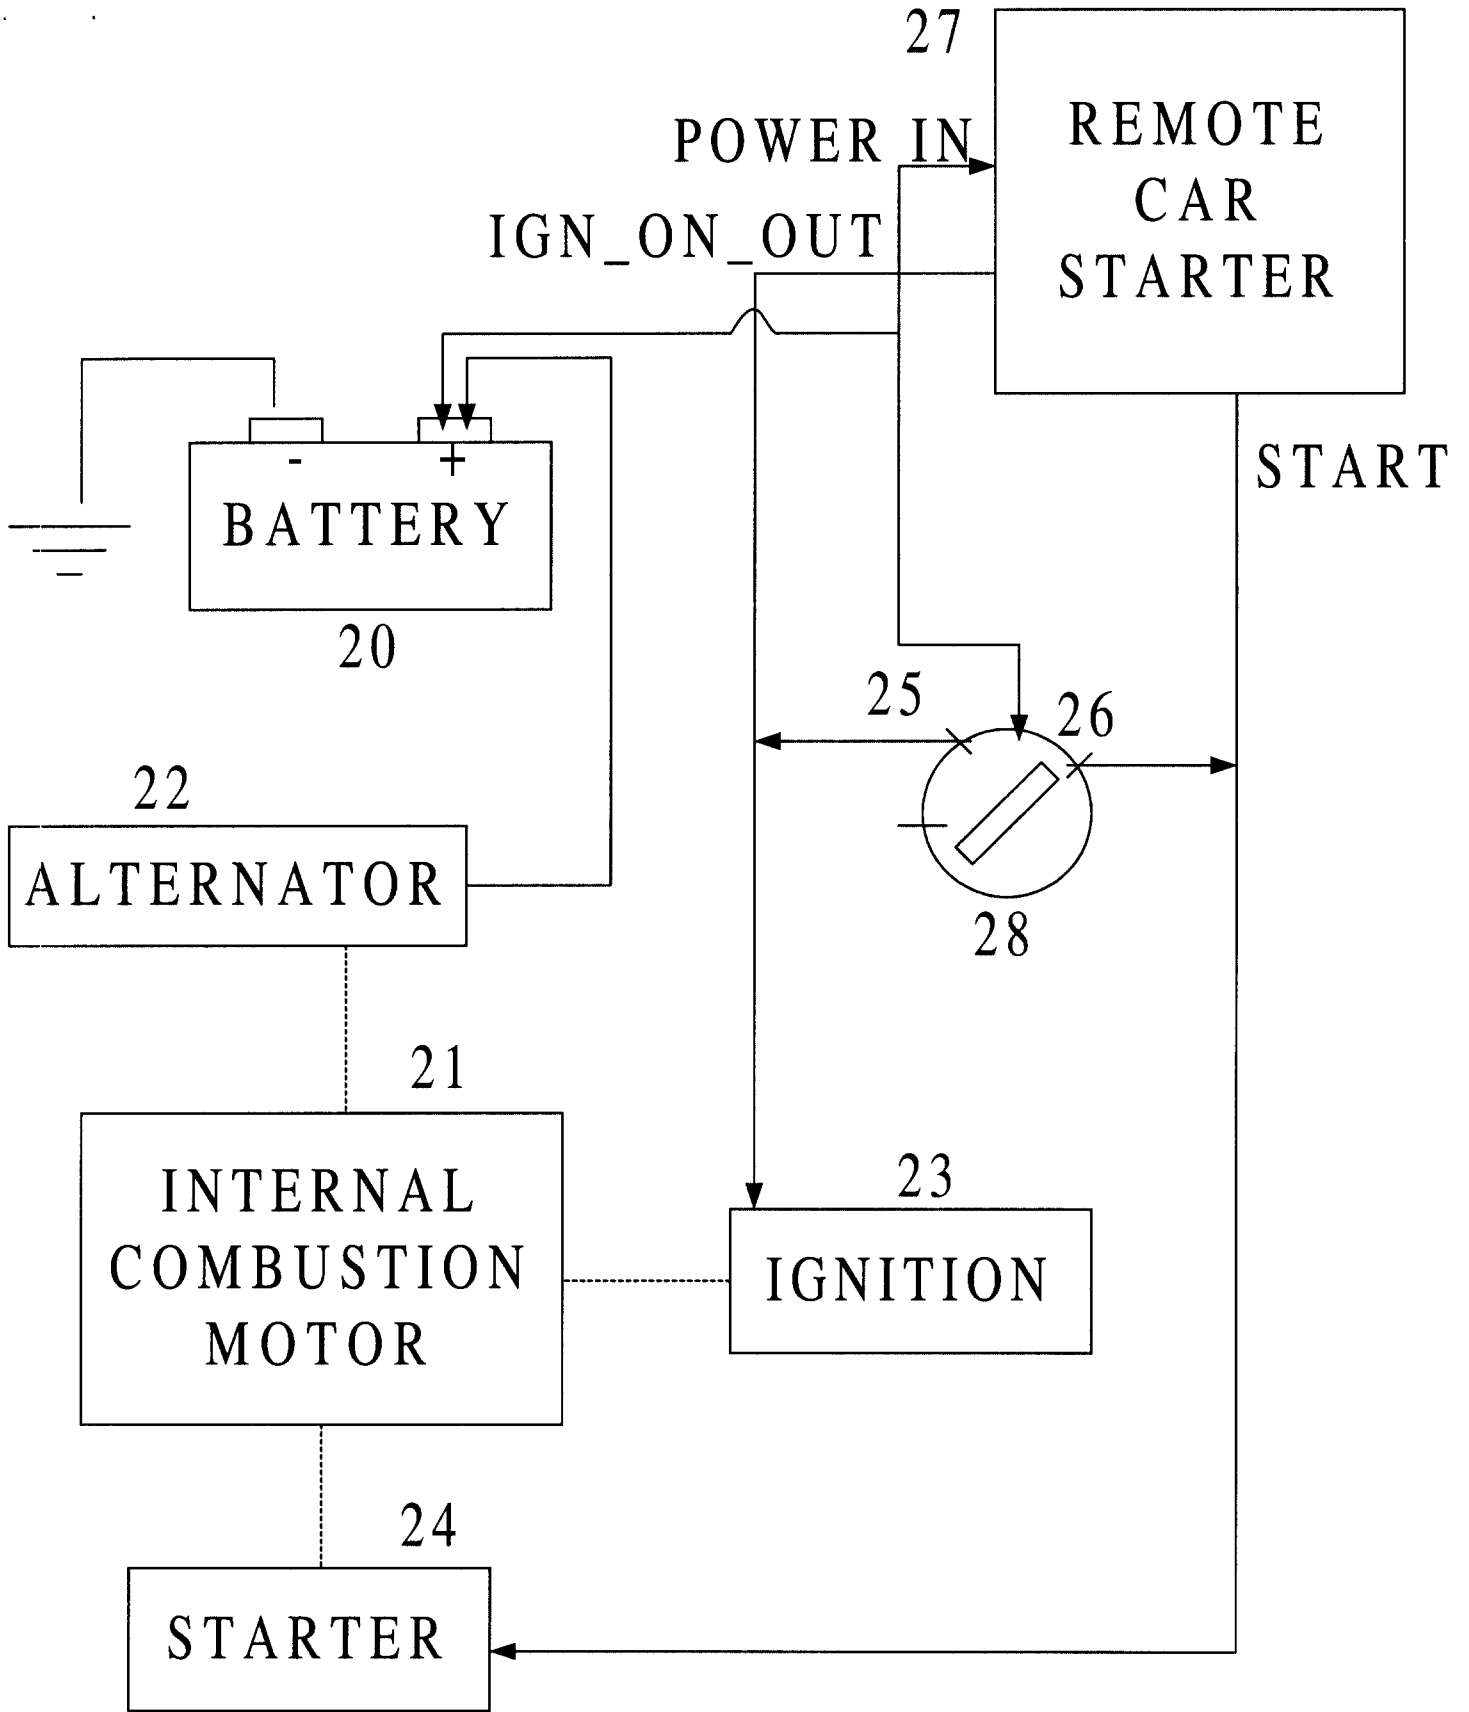 27
REMOTE
CAR
STARTER
POWER IN
IGN_ON_OUT
START
- +
BATTERY
20
25
26
28
22
ALTERNATOR
21
INTERNAL
COMBUSTION
MOTOR
23
IGNITION
24
STARTER